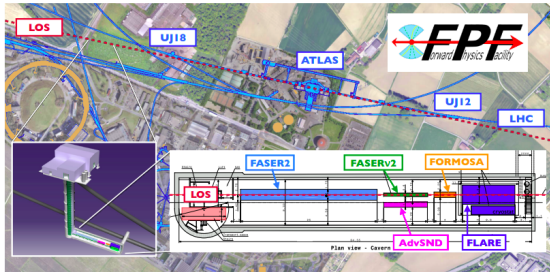 LOS
UJ18
ATLAS
FPF
Forward Physics Facility
UJ12
LHC
FASER2
FASERν2
FORMOSA
LOS
AdvSND
FLARE
Plan view - Cavern